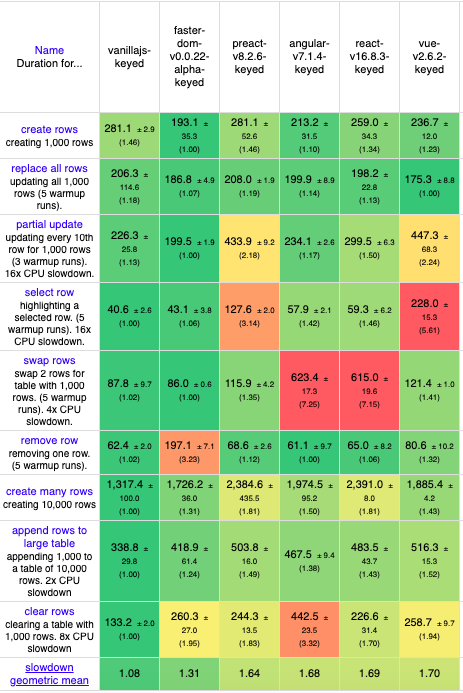 Name
Duration for...
vanillajs-
keyed
faster-
dom-
v0.0.22-
alpha-
keyed
preact-
v8.2.6-
keyed
angular-
v7.1.4-
keyed
react-
v16.8.3-
keyed
vue-
v2.6.2-
keyed
create rows
creating 1,000 rows
281.1 ± 2.9
(1.46)
193.1 ±
35.3
(1.00)
281.1 ±
52.6
(1.46)
213.2 ±
31.5
(1.10)
259.0 ±
34.3
(1.34)
236.7 ±
12.0
(1.23)
replace all rows
updating all 1,000
rows (5 warmup
runs).
206.3 ±
114.6
(1.18)
186.8 ± 4.9
(1.07)
208.0 ± 1.9
(1.19)
199.9 ± 8.9
(1.14)
198.2 ±
22.8
(1.13)
175.3 ± 8.8
(1.00)
partial update
updating every 10th
row for 1,000 rows
(3 warmup runs).
16x CPU slowdown.
226.3 ±
25.8
(1.13)
199.5 ± 1.9
(1.00)
433.9 ± 9.2
(2.18)
234.1 ± 2.6
(1.17)
299.5 ± 6.3
(1.50)
447.3 ±
68.3
(2.24)
select row
highlighting a
selected row. (5
warmup runs). 16x
CPU slowdown.
40.6 ± 2.6
(1.00)
43.1 ± 3.8
(1.06)
127.6 ± 2.0
(3.14)
57.9 ± 2.1
(1.42)
59.3 ± 6.2
(1.46)
228.0 ±
15.3
(5.61)
swap rows
swap 2 rows for
table with 1,000
rows. (5 warmup
runs). 4x CPU
slowdown.
87.8 ± 9.7
(1.02)
86.0 ± 0.6
(1.00)
115.9 ± 4.2
(1.35)
623.4 ±
17.3
(7.25)
615.0 ±
19.6
(7.15)
121.4 ± 1.0
(1.41)
remove row
removing one row.
(5 warmup runs).
62.4 ± 2.0
(1.02)
197.1 ± 7.1
(3.23)
68.6 ± 2.6
(1.12)
61.1 ± 9.7
(1.00)
65.0 ± 8.2
(1.06)
80.6 ± 10.2
(1.32)
create many rows
creating 10,000 rows
1,317.4 ±
100.0
(1.00)
1,726.2 ±
36.0
(1.31)
2,384.6 ±
435.5
(1.81)
1,974.5 ±
95.2
(1.50)
2,391.0 ±
8.0
(1.81)
1,885.4 ±
4.2
(1.43)
append rows to
large table
appending 1,000 to
a table of 10,000
rows. 2x CPU
slowdown
338.8 ±
29.8
(1.00)
418.9 ±
61.4
(1.24)
503.8 ±
16.0
(1.49)
467.5 ± 9.4
(1.38)
483.5 ±
43.7
(1.43)
516.3 ±
15.3
(1.52)
clear rows
clearing a table with
1,000 rows. 8x CPU
slowdown
133.2 ± 2.0
(1.00)
260.3 ±
27.0
(1.95)
244.3 ±
13.5
(1.83)
442.5 ±
23.5
(3.32)
226.6 ±
31.4
(1.70)
258.7 ± 9.7
(1.94)
slowdown
geometric mean
1.08
1.31
1.64
1.68
1.69
1.70